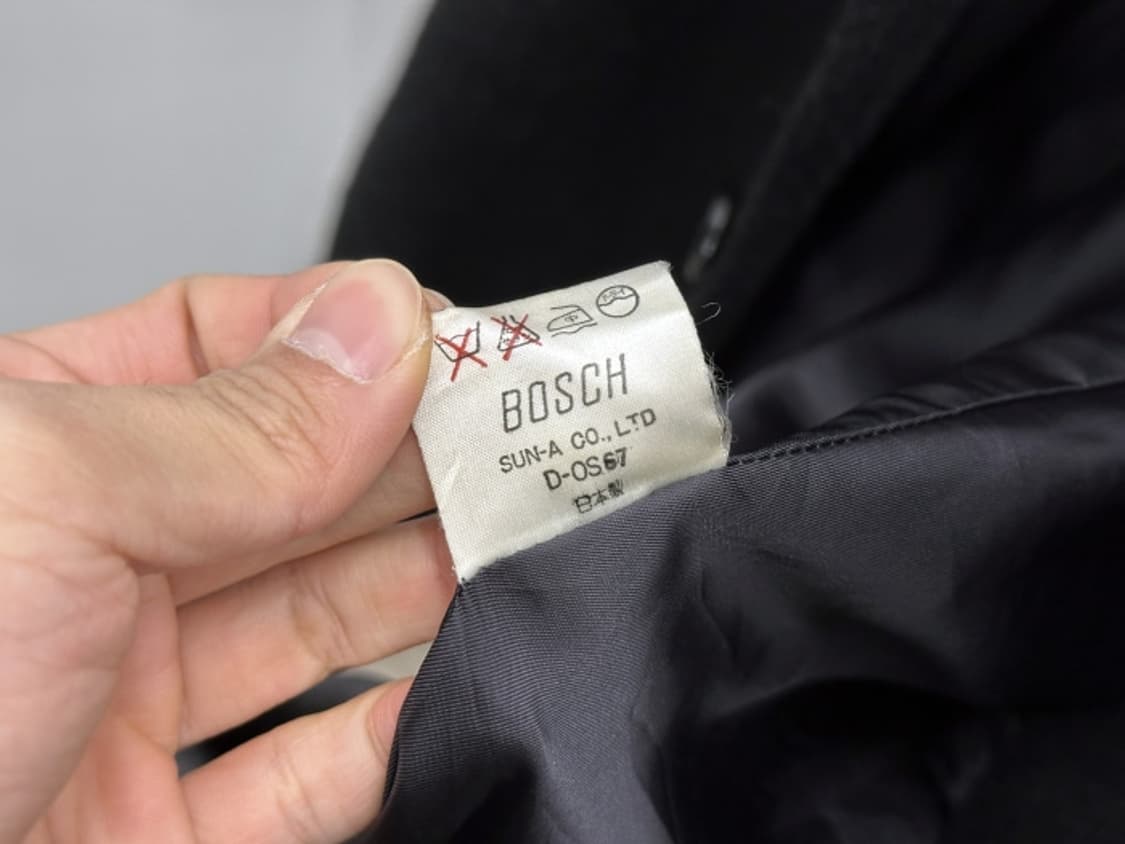 BOSCH
SUN-A CO., LTD
D-OS67
日本製